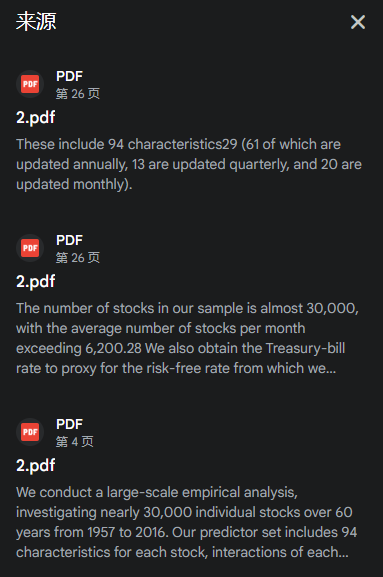 来源
PDF
PDF
第 26 页
2.pdf
These include 94 characteristics29 (61 of which are
updated annually, 13 are updated quarterly, and 20 are
updated monthly).
PDF
PDF
第 26 页
2.pdf
The number of stocks in our sample is almost 30,000,
with the average number of stocks per month
exceeding 6,200.28 We also obtain the Treasury-bill
rate to proxy for the risk-free rate from which we...
PDF
PDF
第 4 页
2.pdf
We conduct a large-scale empirical analysis,
investigating nearly 30,000 individual stocks over 60
years from 1957 to 2016. Our predictor set includes 94
characteristics for each stock, interactions of each...